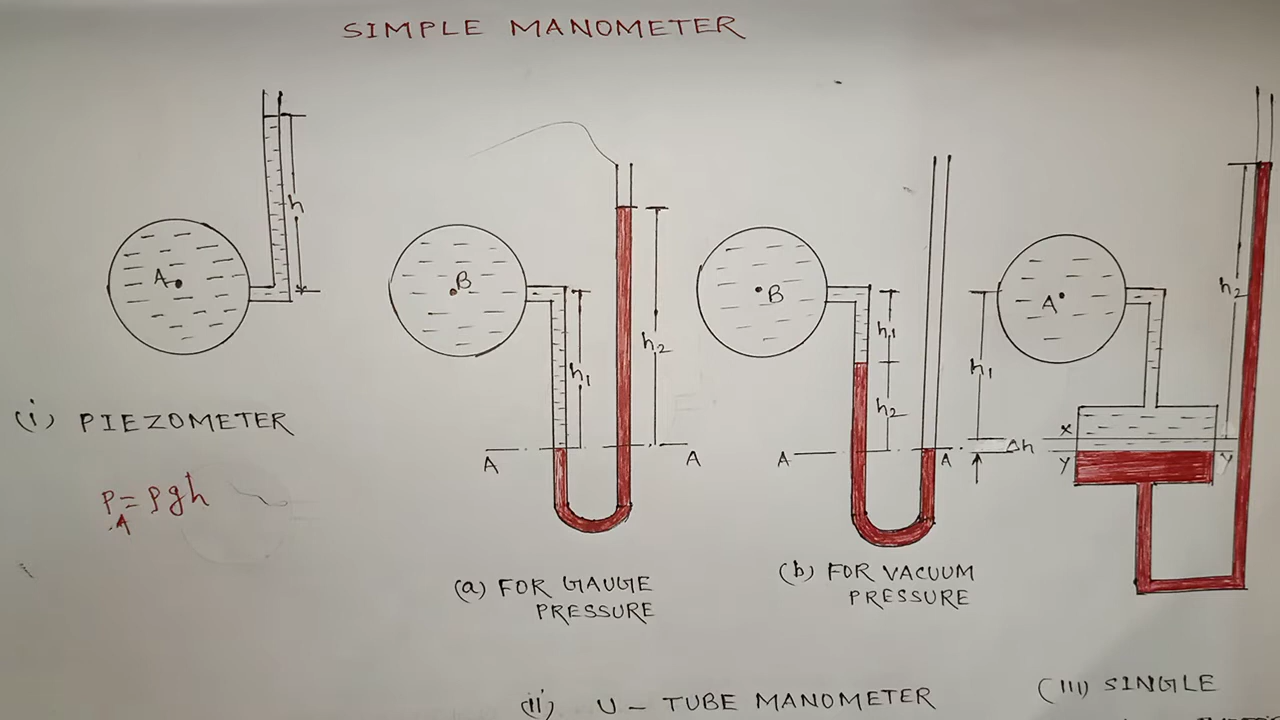 SIMPLE MANOMETER
h
A
(i) PIEZOMETER
P_A = ρgh
B
h₁
h₂
A
A
(a) FOR GAUGE
PRESSURE
B
h₁
h₂
A
A
(b) FOR VACUUM
PRESSURE
(ii) U - TUBE MANOMETER
A
h₁
h₂
Δh
X
Y
Y
(III) SINGLE